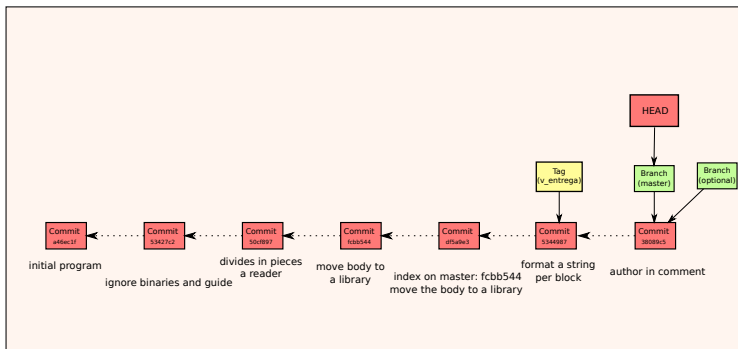 HEAD
Tag
(v_entrega)
Branch
(master)
Branch
(optional)
Commit
a46ec1f
Commit
53427c2
Commit
50cf897
Commit
fcbb544
Commit
df5a9e3
Commit
5344987
Commit
38089c5
initial program
ignore binaries and guide
divides in pieces
a reader
move body to
a library
index on master: fcbb544
move the body to a library
format a string
per block
author in comment